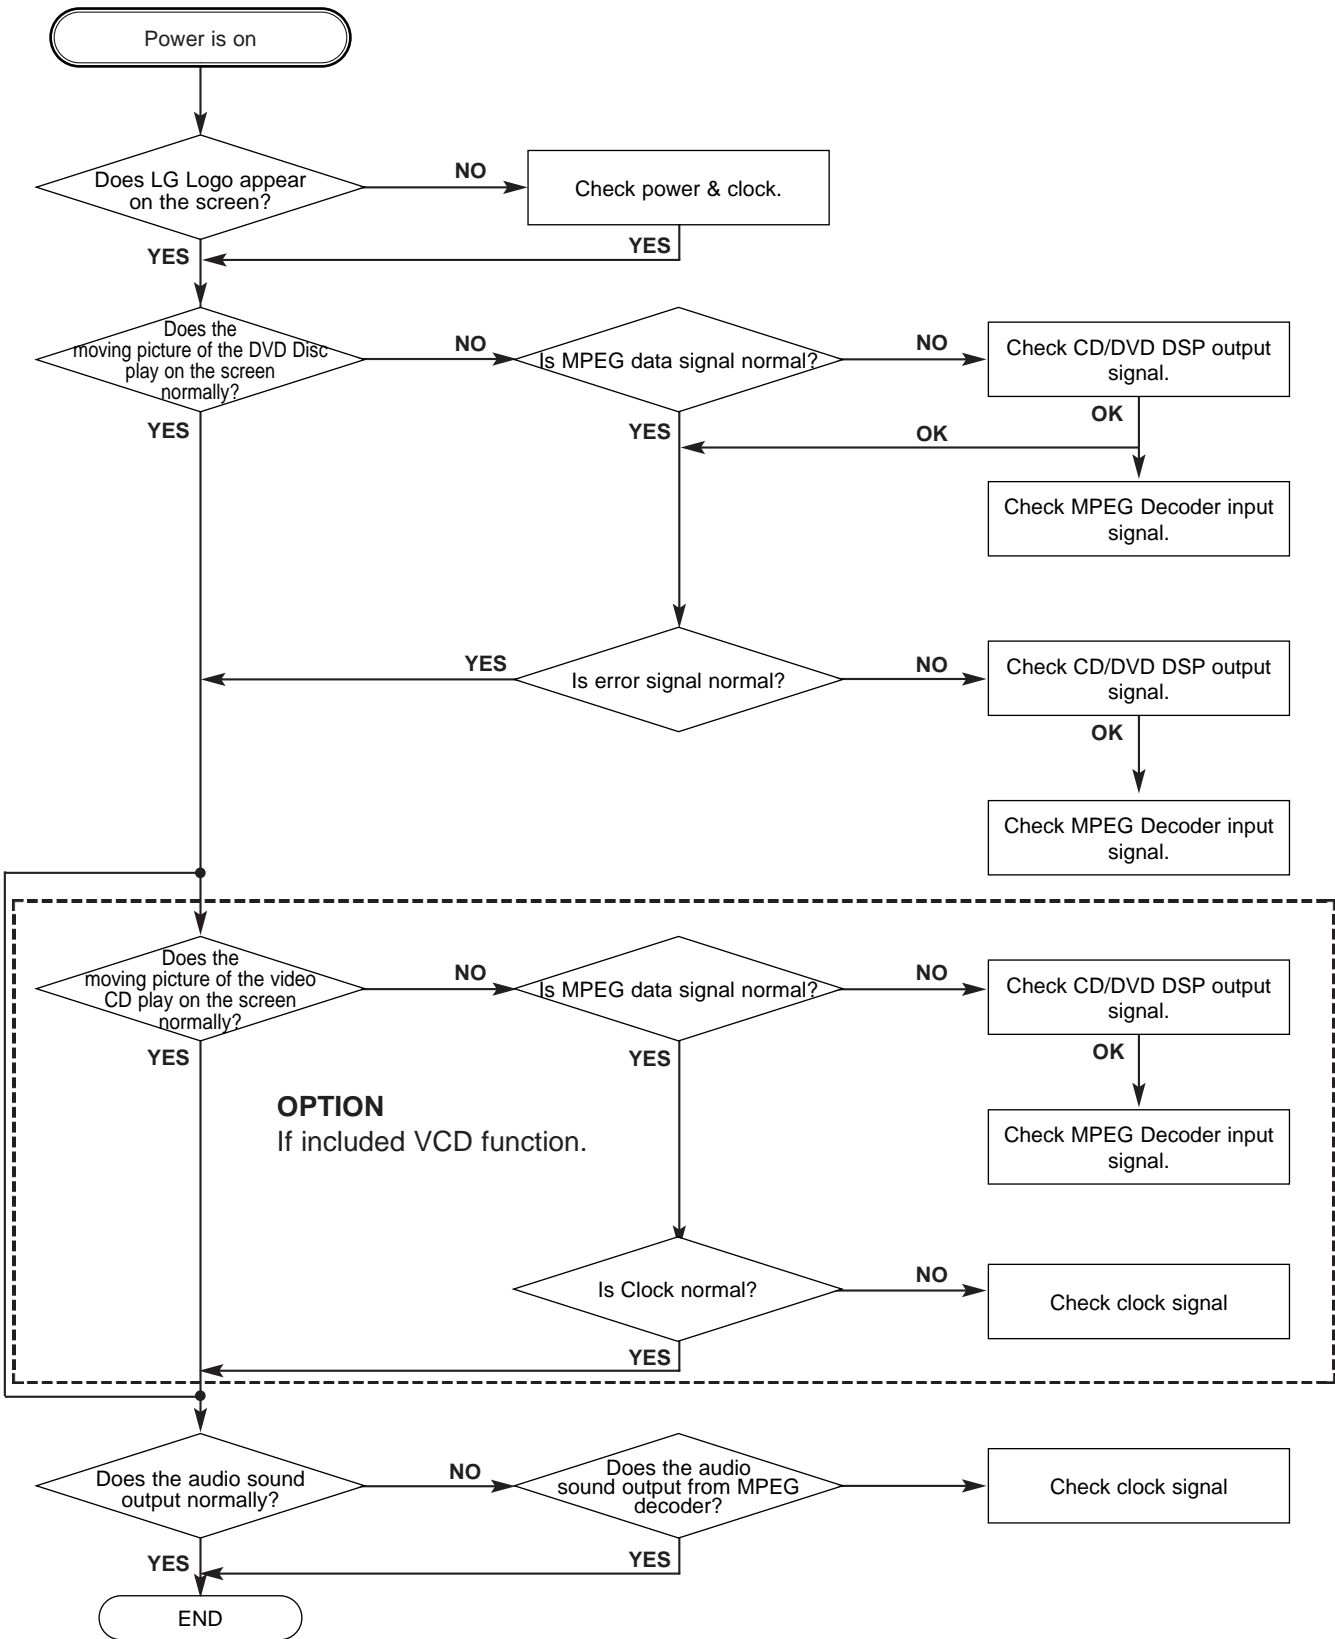 Power is on
Does LG Logo appear
on the screen?
NO
Check power & clock.
YES
YES
Does the
moving picture of the DVD Disc
play on the screen
normally?
NO
Is MPEG data signal normal?
NO
Check CD/DVD DSP output
signal.
YES
YES
OK
OK
Check MPEG Decoder input
signal.
YES
Is error signal normal?
NO
Check CD/DVD DSP output
signal.
OK
Check MPEG Decoder input
signal.
Does the
moving picture of the video
CD play on the screen
normally?
NO
Is MPEG data signal normal?
NO
Check CD/DVD DSP output
signal.
YES
YES
OK
OPTION
If included VCD function.
Check MPEG Decoder input
signal.
Is Clock normal?
NO
Check clock signal
YES
Does the audio sound
output normally?
NO
Does the audio
sound output from MPEG
decoder?
Check clock signal
YES
YES
END